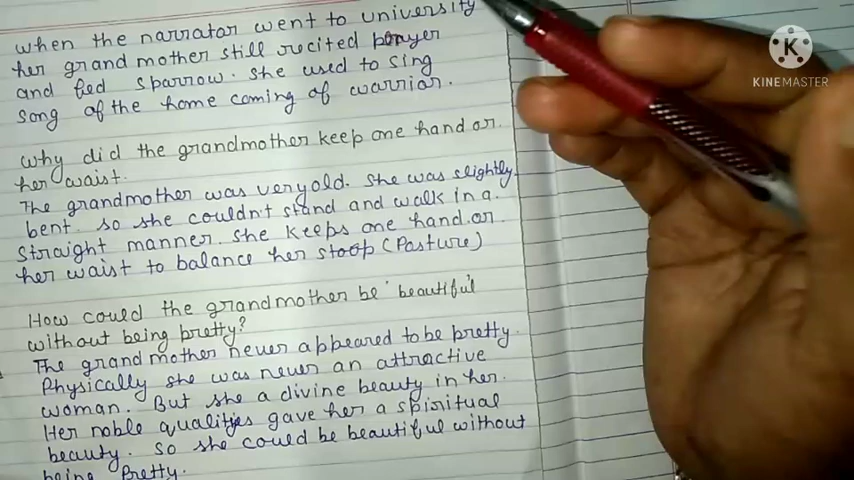 when the narrator went to university
her grand mother still recited
and fed sparrow. She used to sing
song of the home coming of warrior.
Why did the grandmother keep one hand or
her waist.
The grandmother was very old. She was slightly
bent. so she couldn't stand and walk in a
straight manner. she keeps one hand or
her waist to balance her stoop (Pasture)
How could the grandmother be 'beautiful'
without being pretty?
The grand mother never appeared to be pretty
Physically she was never an attractive
woman. But she a divine beauty in her.
Her noble qualities gave her a spiritual
beauty. so she could be beautiful without
being Pretty.
KINEMASTER